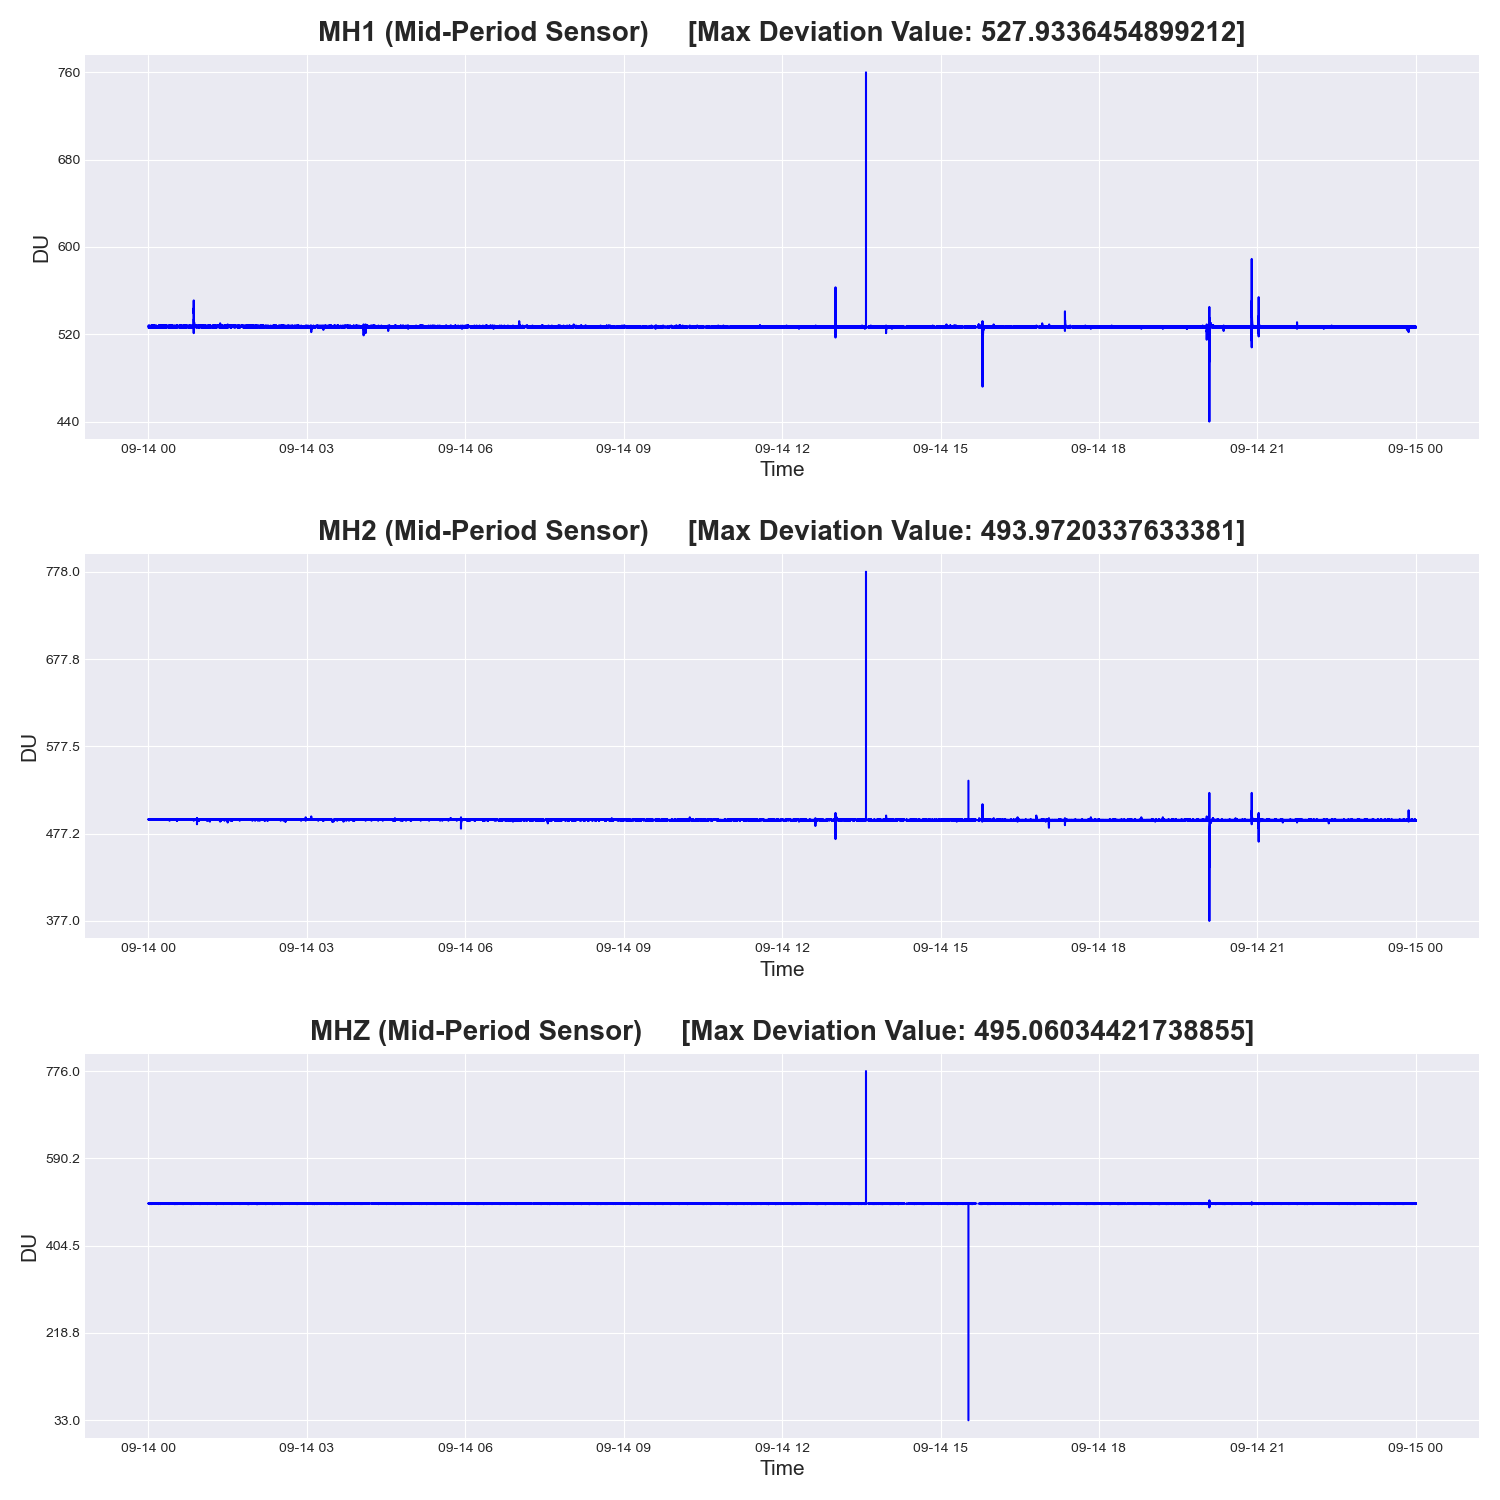 MH1 (Mid-Period Sensor) [Max Deviation Value: 527.9336454899212]
760
680
600
520
440
DU
09-14 00 09-14 03 09-14 06 09-14 09 09-14 12 09-14 15 09-14 18 09-14 21 09-15 00
Time
MH2 (Mid-Period Sensor) [Max Deviation Value: 493.9720337633381]
778.0
677.8
577.5
477.2
377.0
DU
09-14 00 09-14 03 09-14 06 09-14 09 09-14 12 09-14 15 09-14 18 09-14 21 09-15 00
Time
MHZ (Mid-Period Sensor) [Max Deviation Value: 495.06034421738855]
776.0
590.2
404.5
218.8
33.0
DU
09-14 00 09-14 03 09-14 06 09-14 09 09-14 12 09-14 15 09-14 18 09-14 21 09-15 00
Time